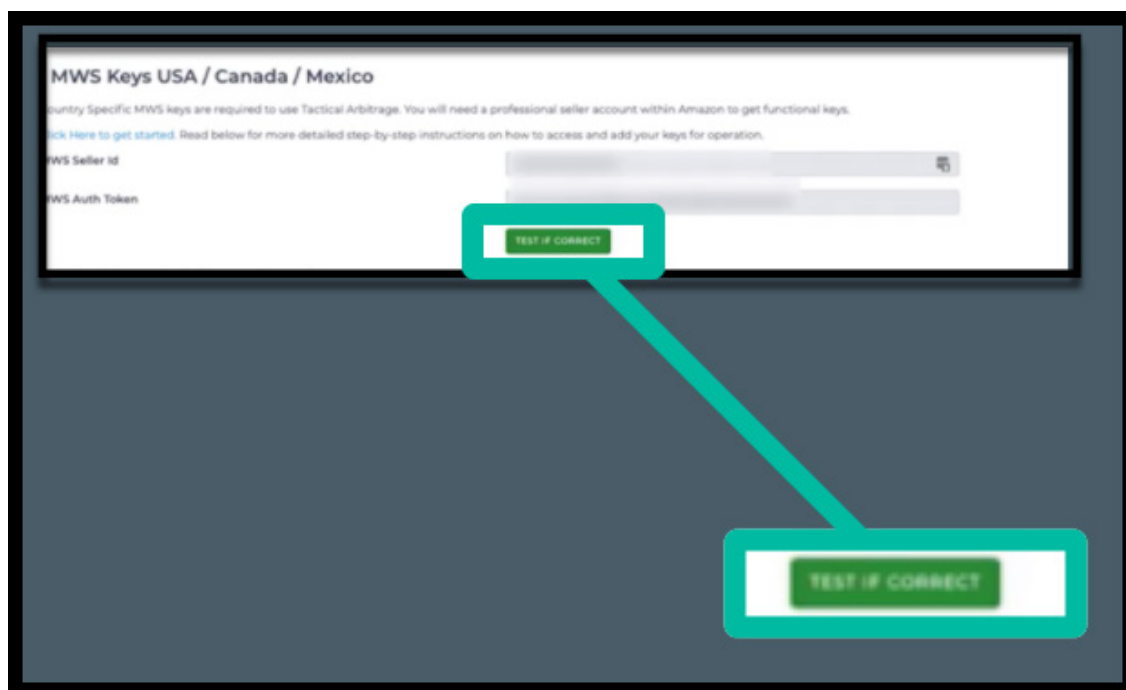 MWS Keys USA / Canada / Mexico
ountry Specific MWS keys are required to use Tactical Arbitrage. You will need a professional seller account within Amazon to get functional keys.
lick Here to get started. Read below for more detailed step-by-step instructions on how to access and add your keys for operation.
MWS Seller Id
MWS Auth Token
TEST IF CORRECT
TEST IF CORRECT